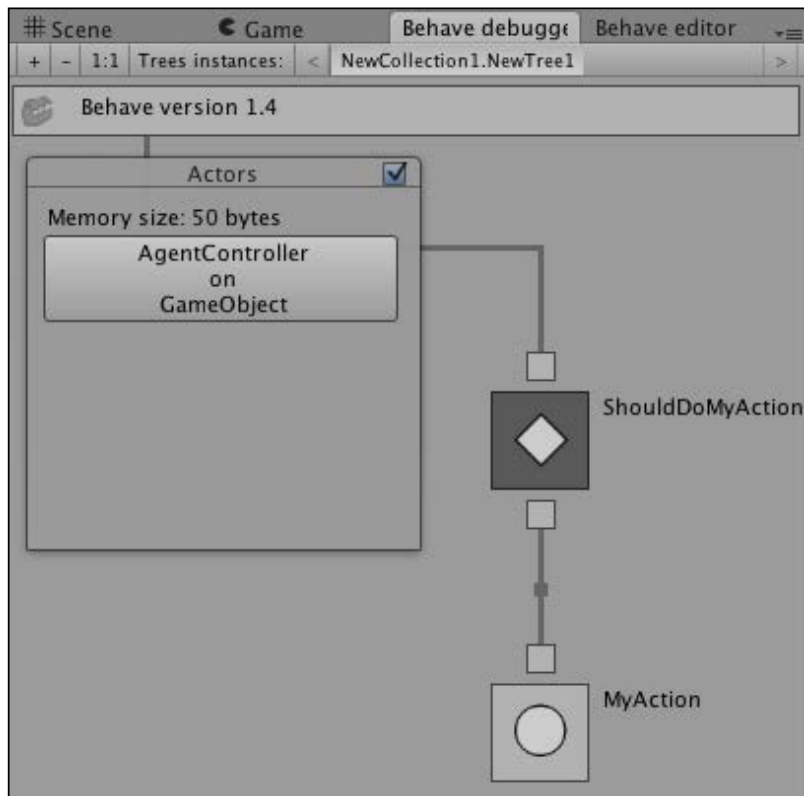 Scene Game Behave debugge Behave editor
+ - 1:1 Trees instances: < NewCollection1.NewTree1 >
Behave version 1.4
Actors
Memory size: 50 bytes
AgentController
on
GameObject
ShouldDoMyAction
MyAction